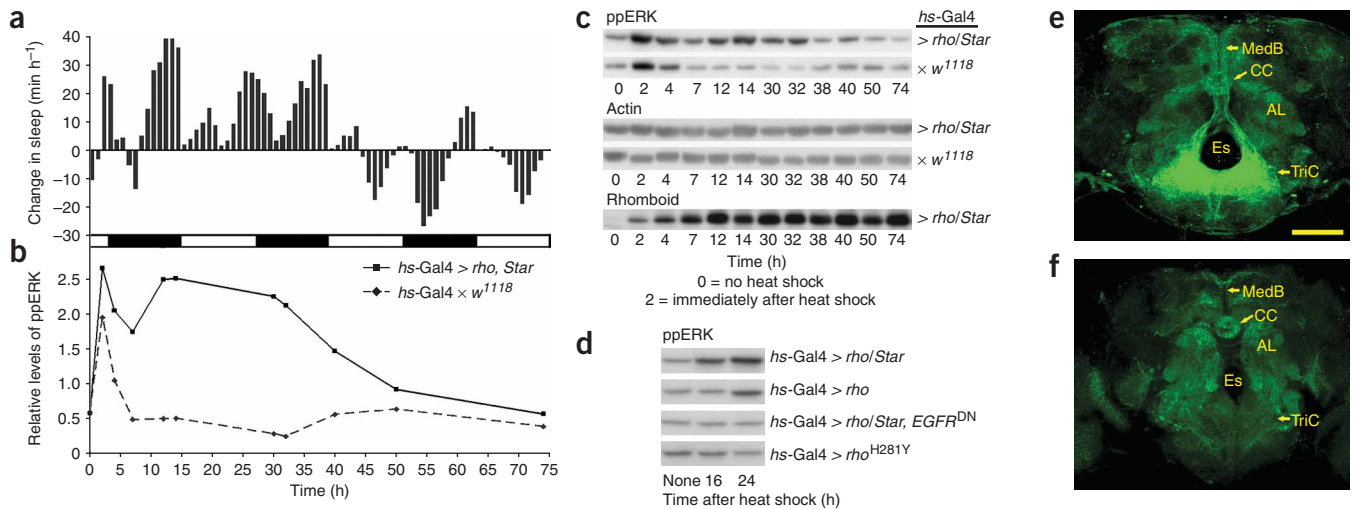 a
Change in sleep (min h⁻¹)
40
30
20
10
0
−10
−20
−30
b
Relative levels of ppERK
2.5
2.0
1.5
1.0
0.5
0
hs-Gal4 > rho, Star
hs-Gal4 × w¹¹¹⁸
0 5 10 15 20 25 30 35 40 45 50 55 60 65 70 75
Time (h)
c
ppERK
hs-Gal4
> rho/Star
× w¹¹¹⁸
0 2 4 7 12 14 30 32 38 40 50 74
Actin
> rho/Star
× w¹¹¹⁸
0 2 4 7 12 14 30 32 38 40 50 74
Rhomboid
> rho/Star
0 2 4 7 12 14 30 32 38 40 50 74
Time (h)
0 = no heat shock
2 = immediately after heat shock
d
ppERK
hs-Gal4 > rho/Star
hs-Gal4 > rho
hs-Gal4 > rho/Star, EGFRᴰᴺ
hs-Gal4 > rhoᴴ²⁸¹ʸ
None 16 24
Time after heat shock (h)
e
MedB
CC
AL
Es
TriC
f
MedB
CC
AL
Es
TriC